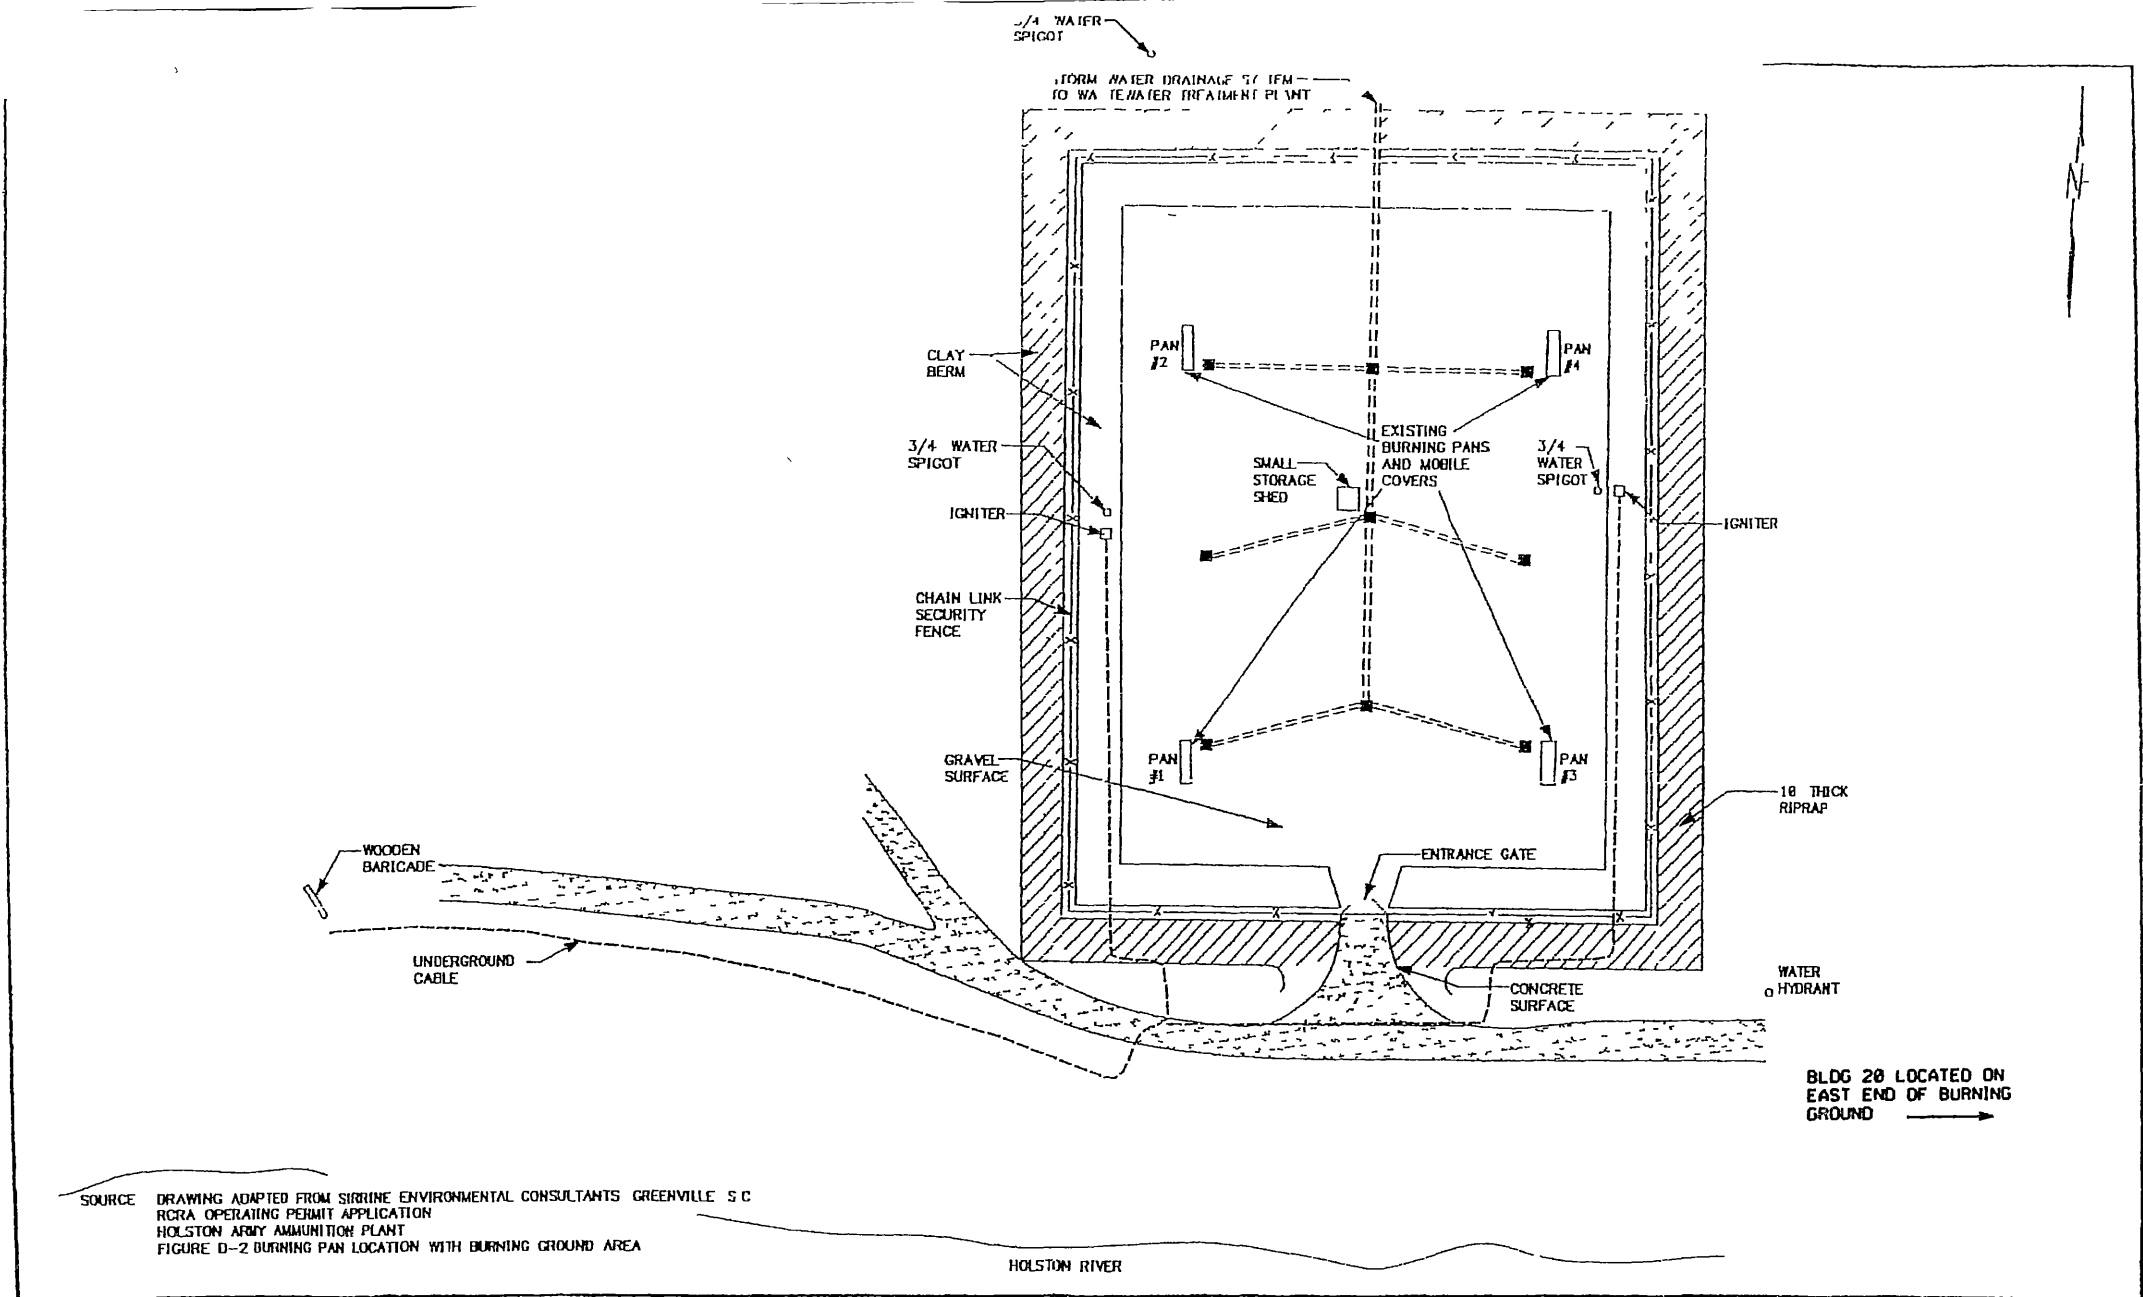 3/4 WATER
SPIGOT
STORM WATER DRAINAGE SYSTEM
TO WASTEWATER TREATMENT PLANT
N
CLAY
BERM
PAN
#2
PAN
#4
3/4 WATER
SPIGOT
EXISTING
BURNING PANS
AND MOBILE
COVERS
SMALL
STORAGE
SHED
3/4
WATER
SPIGOT
IGNITER
IGNITER
CHAIN LINK
SECURITY
FENCE
GRAVEL
SURFACE
PAN
#1
PAN
#3
10 THICK
RIPRAP
WOODEN
BARICADE
ENTRANCE GATE
UNDERGROUND
CABLE
CONCRETE
SURFACE
WATER
HYDRANT
BLDG 20 LOCATED ON
EAST END OF BURNING
GROUND
SOURCE DRAWING ADAPTED FROM SIRRINE ENVIRONMENTAL CONSULTANTS GREENVILLE S C
RCRA OPERATING PERMIT APPLICATION
HOLSTON ARMY AMMUNITION PLANT
FIGURE D-2 BURNING PAN LOCATION WITH BURNING GROUND AREA
HOLSTON RIVER